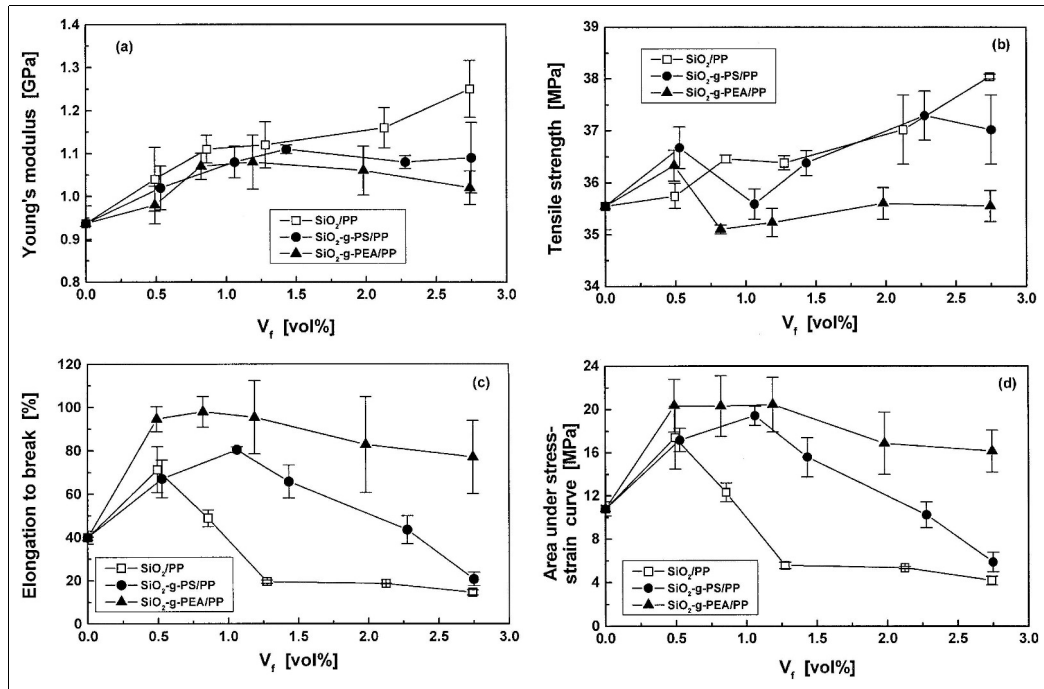 (a)
Young's modulus [GPa]
1.4
1.3
1.2
1.1
1.0
0.9
0.8
SiO₂/PP
SiO₂-g-PS/PP
SiO₂-g-PEA/PP
0.0 0.5 1.0 1.5 2.0 2.5 3.0
V_f [vol%]
(b)
Tensile strength [MPa]
39
38
37
36
35
34
SiO₂/PP
SiO₂-g-PS/PP
SiO₂-g-PEA/PP
0.0 0.5 1.0 1.5 2.0 2.5 3.0
V_f [vol%]
(c)
Elongation to break [%]
120
100
80
60
40
20
0
SiO₂/PP
SiO₂-g-PS/PP
SiO₂-g-PEA/PP
0.0 0.5 1.0 1.5 2.0 2.5 3.0
V_f [vol%]
(d)
Area under stress-
strain curve [MPa]
24
20
16
12
8
4
0
SiO₂/PP
SiO₂-g-PS/PP
SiO₂-g-PEA/PP
0.0 0.5 1.0 1.5 2.0 2.5 3.0
V_f [vol%]